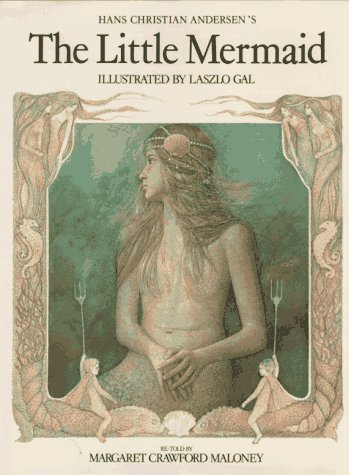 HANS CHRISTIAN ANDERSEN'S
The Little Mermaid
ILLUSTRATED BY LASZLO GAL
RE-TOLD BY
MARGARET CRAWFORD MALONEY